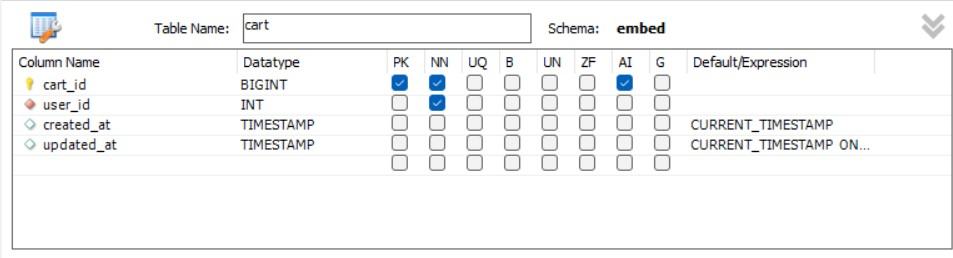 Table Name: cart Schema: embed
Column Name Datatype PK NN UQ B UN ZF AI G Default/Expression
cart_id BIGINT
user_id INT
created_at TIMESTAMP CURRENT_TIMESTAMP
updated_at TIMESTAMP CURRENT_TIMESTAMP ON...